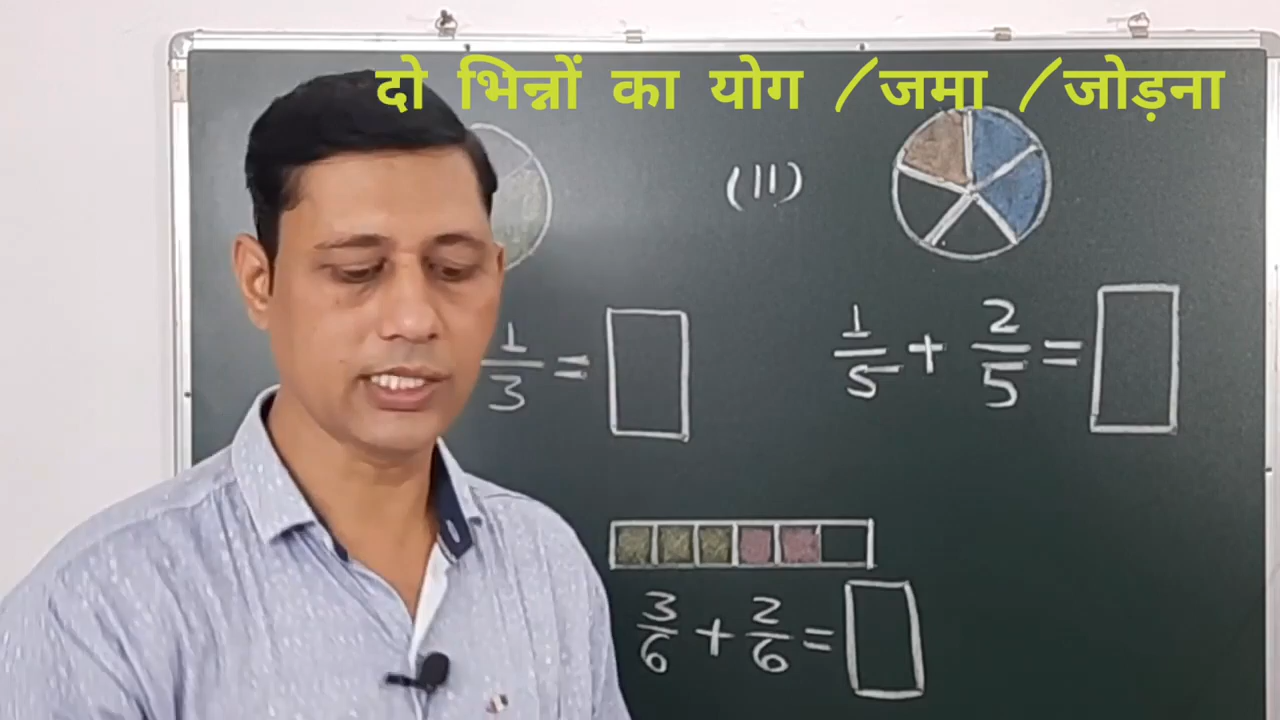 दो भिन्नों का योग /जमा /जोड़ना
(II)
1/3 =
1/5 + 2/5 =
3/6 + 2/6 =